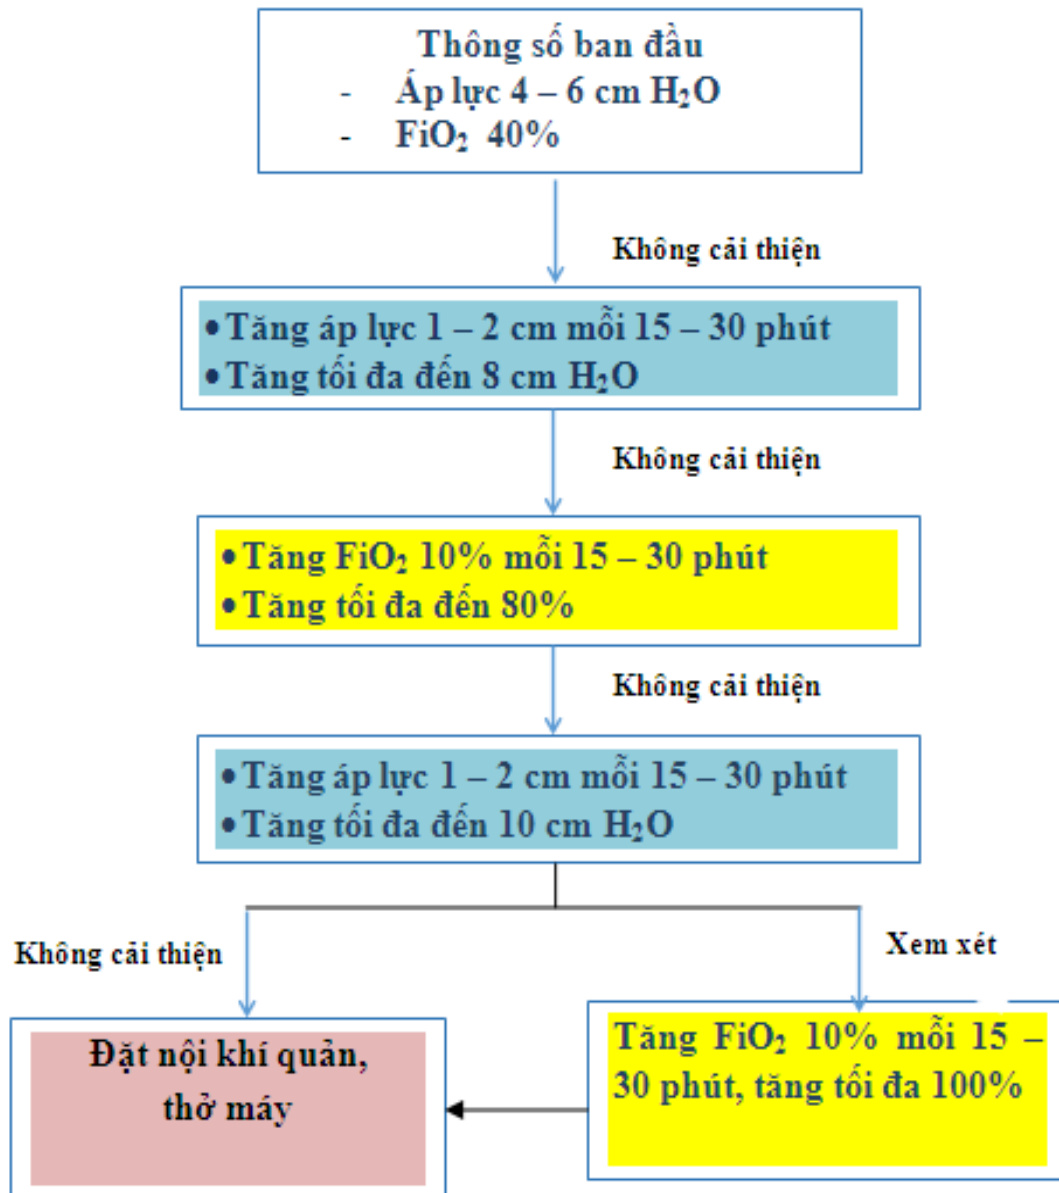 Thông số ban đầu
- Áp lực 4 – 6 cm H₂O
- FiO₂ 40%
Không cải thiện
• Tăng áp lực 1 – 2 cm mỗi 15 – 30 phút
• Tăng tối đa đến 8 cm H₂O
Không cải thiện
• Tăng FiO₂ 10% mỗi 15 – 30 phút
• Tăng tối đa đến 80%
Không cải thiện
• Tăng áp lực 1 – 2 cm mỗi 15 – 30 phút
• Tăng tối đa đến 10 cm H₂O
Không cải thiện
Xem xét
Đặt nội khí quản,
thở máy
Tăng FiO₂ 10% mỗi 15 –
30 phút, tăng tối đa 100%